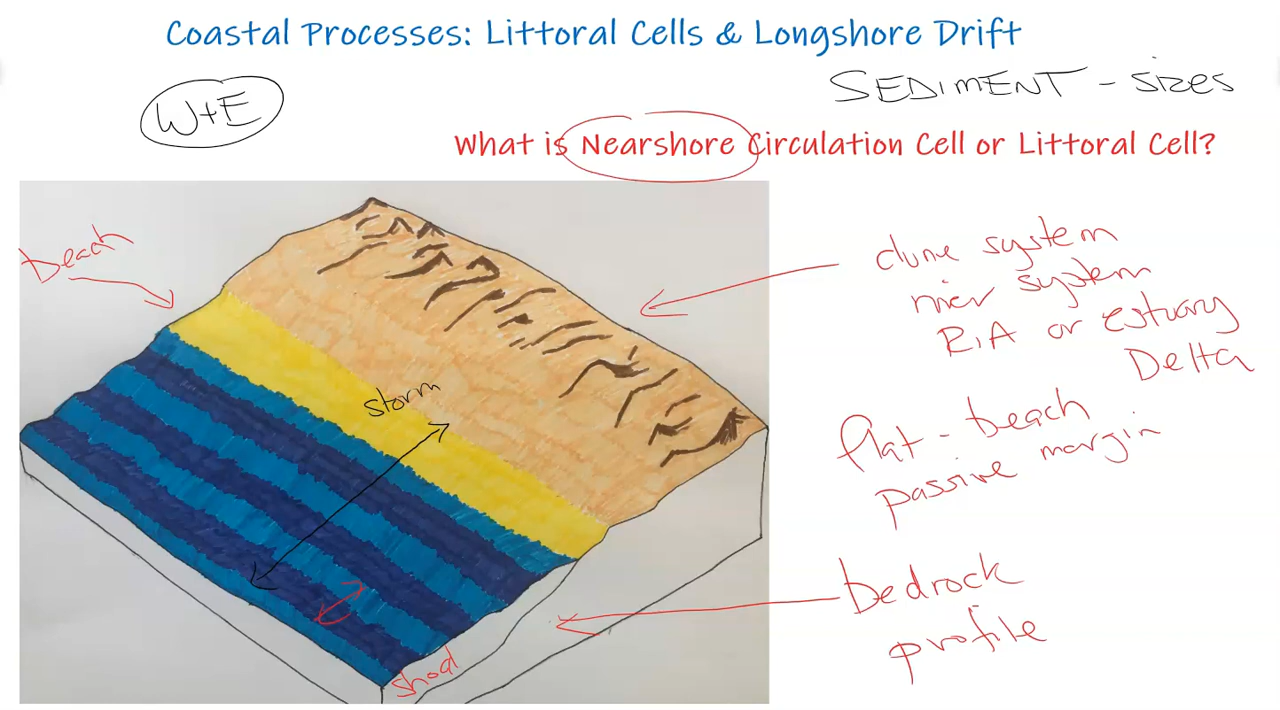 Coastal Processes: Littoral Cells & Longshore Drift
SEDIMENT - sizes
W+E
What is Nearshore Circulation Cell or Littoral Cell?
beach
dune system
river system
RIA or estuary
Delta
storm
Flat - beach
passive margin
bedrock
profile
shoal